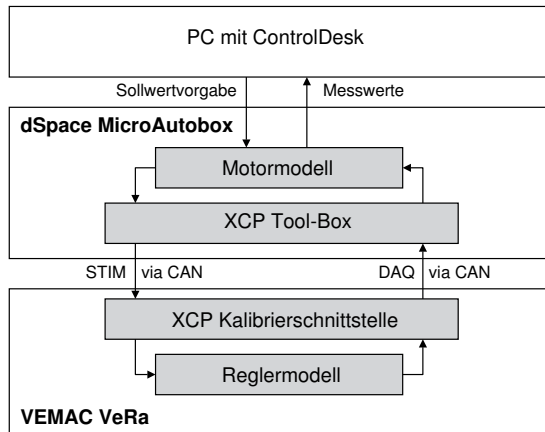 PC mit ControlDesk
Sollwertvorgabe
Messwerte
dSpace MicroAutobox
Motormodell
XCP Tool-Box
STIM via CAN
DAQ via CAN
XCP Kalibrierschnittstelle
Reglermodell
VEMAC VeRa